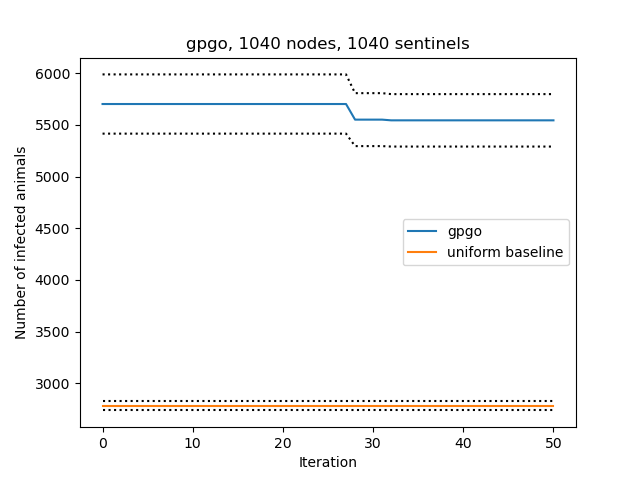 gpgo, 1040 nodes, 1040 sentinels
Number of infected animals
6000
5500
5000
4500
4000
3500
3000
gpgo
uniform baseline
0
10
20
30
40
50
Iteration